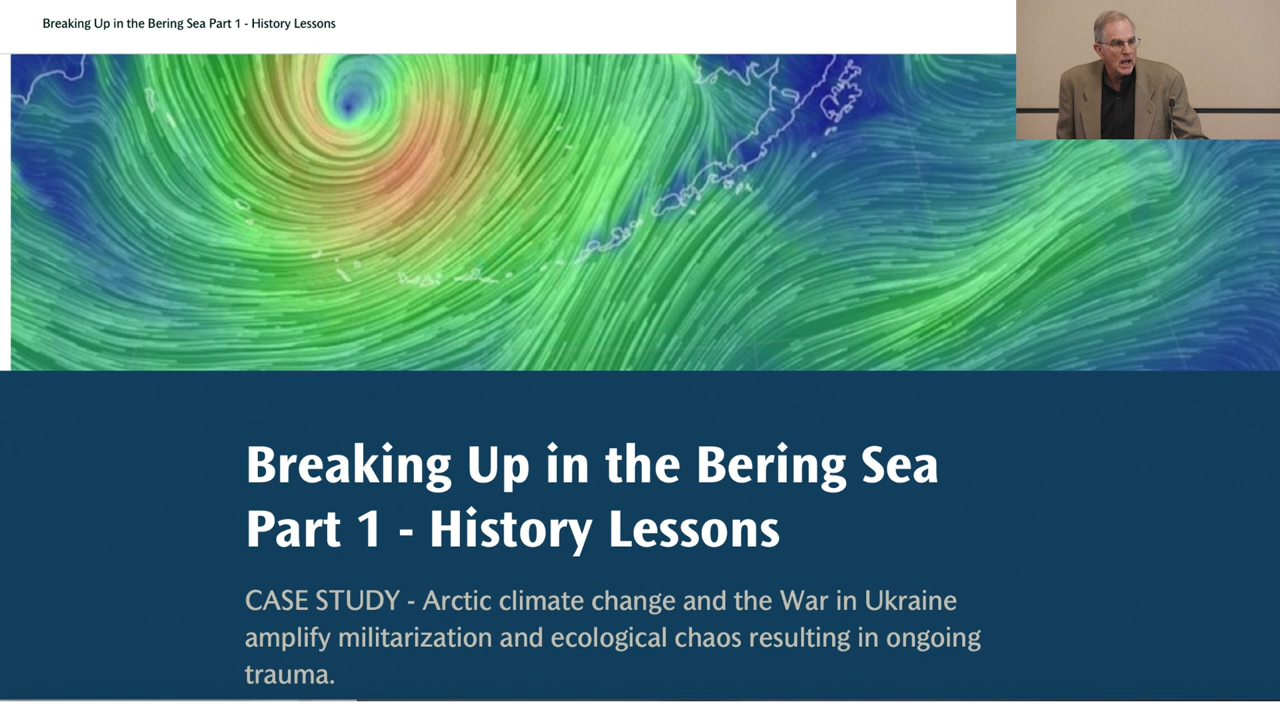 Breaking Up in the Bering Sea Part 1 - History Lessons
Breaking Up in the Bering Sea
Part 1 - History Lessons
CASE STUDY - Arctic climate change and the War in Ukraine
amplify militarization and ecological chaos resulting in ongoing
trauma.